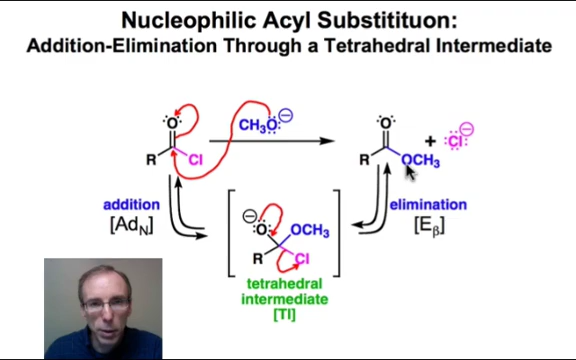 Nucleophilic Acyl Substitituon:
Addition-Elimination Through a Tetrahedral Intermediate
O
CH3O⊖
O
+ Cl⊖
R Cl
R OCH3
addition
[AdN]
⊖
O OCH3
R Cl
elimination
[Eβ]
tetrahedral
intermediate
[TI]